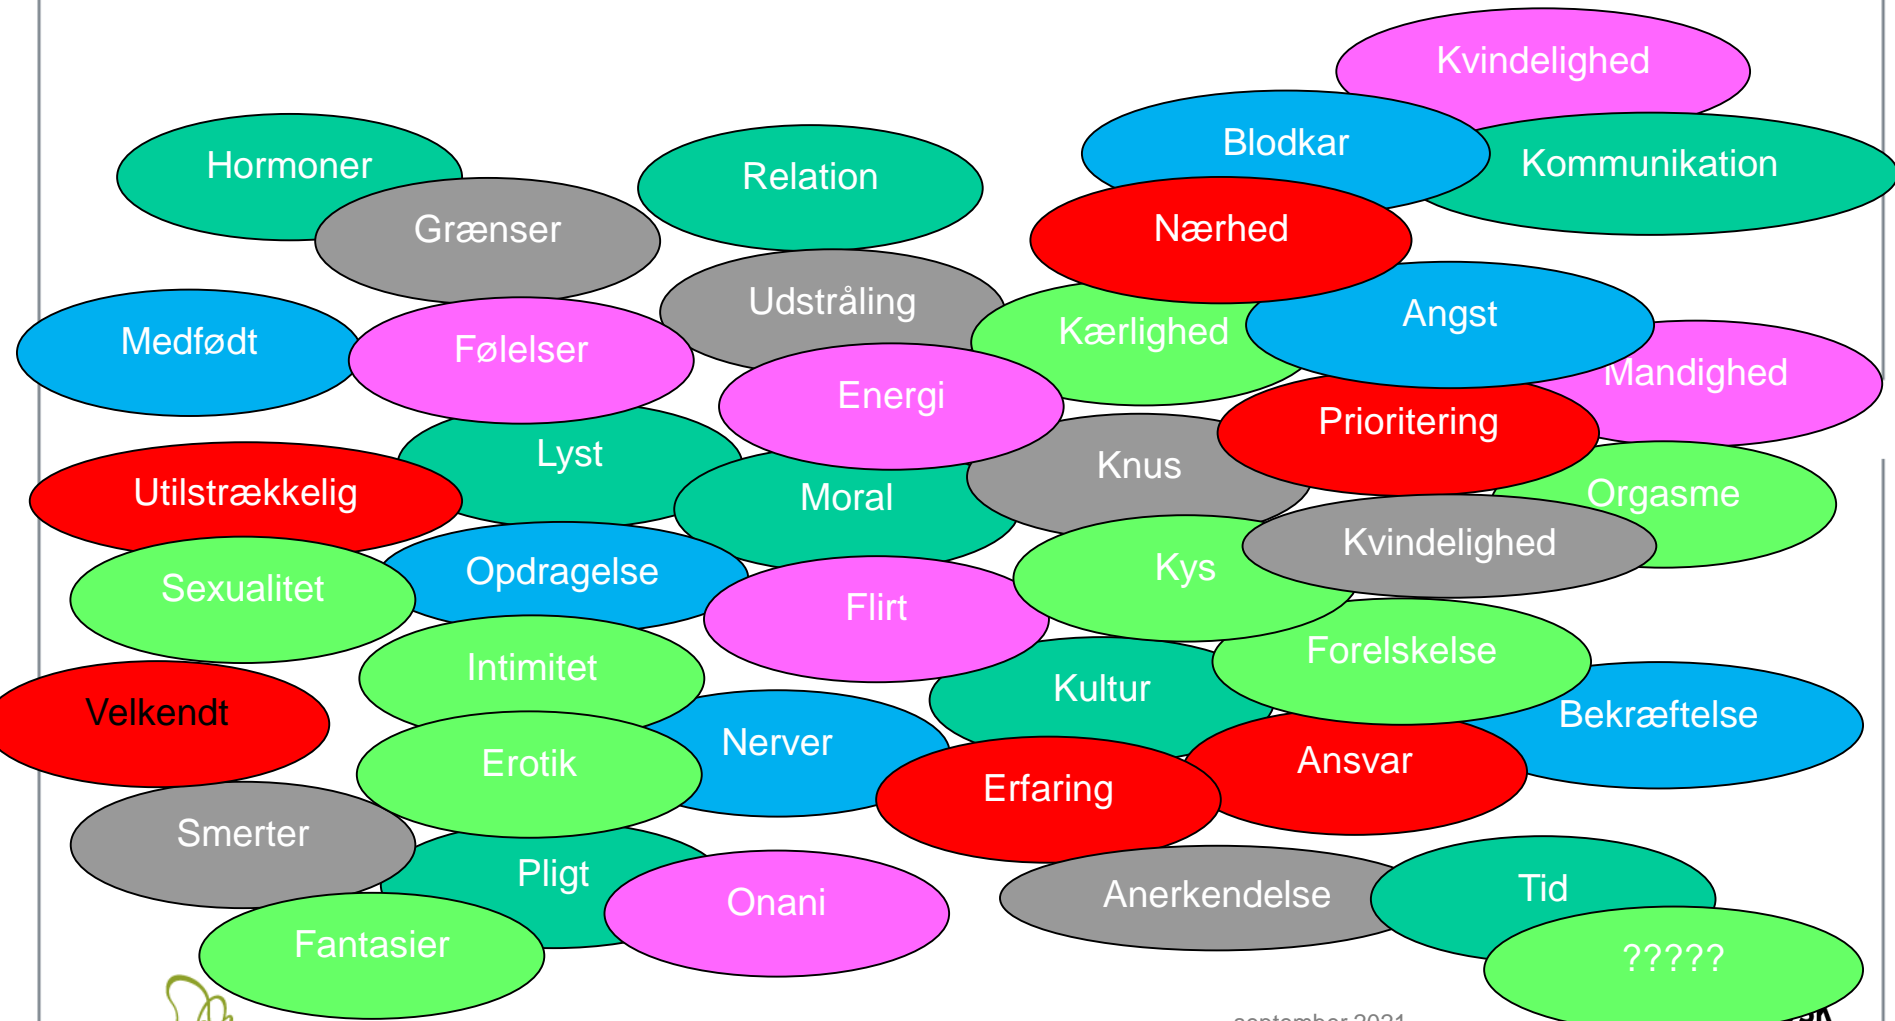 Kvindelighed
Blodkar
Kommunikation
Hormoner
Relation
Grænser
Nærhed
Udstråling
Kærlighed
Angst
Medfødt
Følelser
Energi
Mandighed
Prioritering
Lyst
Knus
Utilstrækkelig
Moral
Orgasme
Kvindelighed
Opdragelse
Kys
Sexualitet
Flirt
Intimitet
Forelskelse
Kultur
Velkendt
Bekræftelse
Nerver
Erotik
Ansvar
Erfaring
Smerter
Pligt
Onani
Anerkendelse
Tid
Fantasier
?????
september 2021